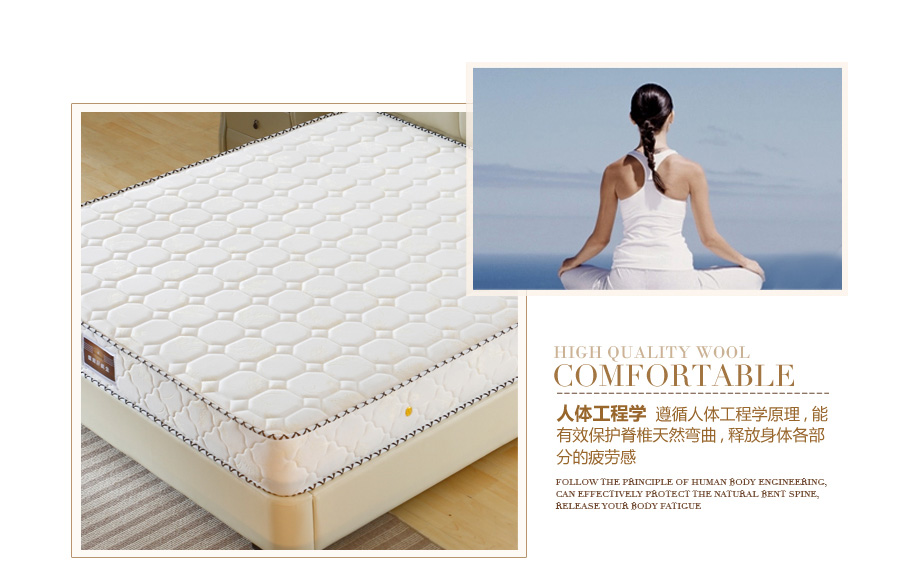 HIGH QUALITY WOOL
COMFORTABLE
人体工程学 遵循人体工程学原理，能
有效保护脊椎天然弯曲，释放身体各部
分的疲劳感
FOLLOW THE PRINCIPLE OF HUMAN BODY ENGINEERING,
CAN EFFECTIVELY PROTECT THE NATURAL BENT SPINE,
RELEASE YOUR BODY FATIGUE